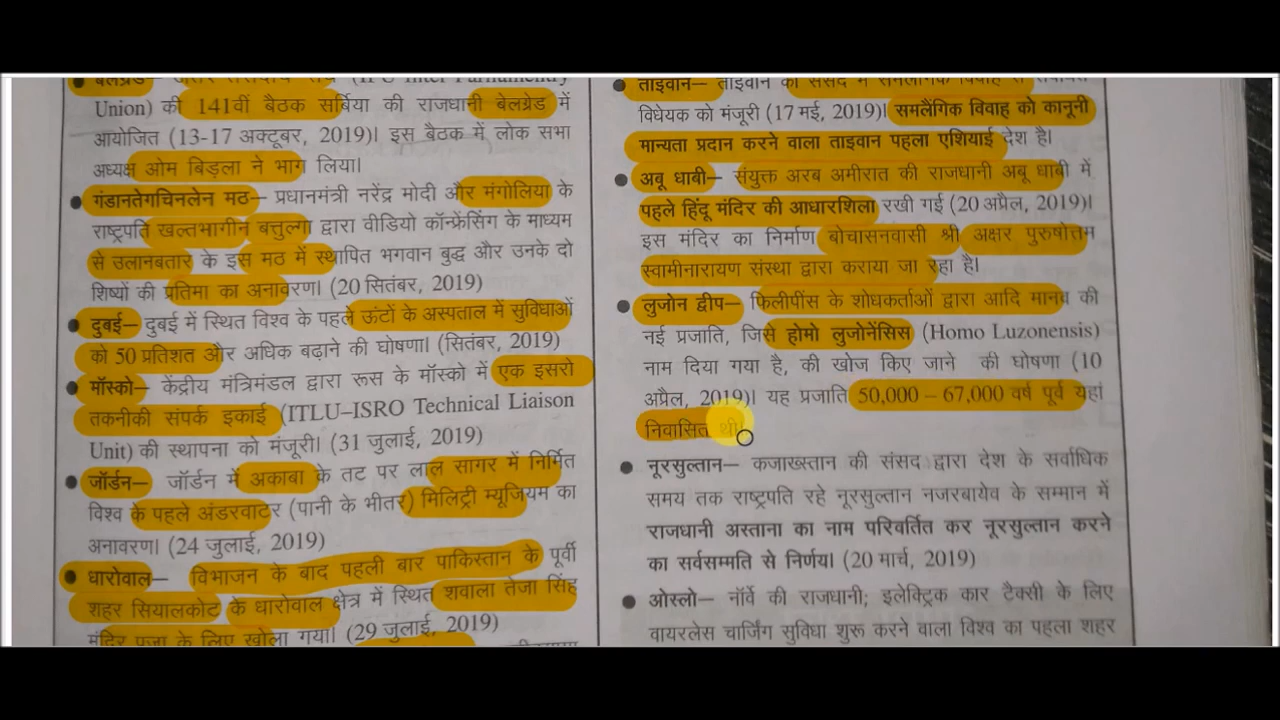 बेलग्रेड–
Union) की 141वीं बैठक सर्बिया की राजधानी बेलग्रेड में
आयोजित (13-17 अक्टूबर, 2019)। इस बैठक में लोक सभा
अध्यक्ष ओम बिड़ला ने भाग लिया।
● गंडानतेगचिनलेन मठ– प्रधानमंत्री नरेंद्र मोदी और मंगोलिया के
राष्ट्रपति खल्तभागीन बत्तुल्गा द्वारा वीडियो कॉन्फ्रेंसिंग के माध्यम
से उलानबतार के इस मठ में स्थापित भगवान बुद्ध और उनके दो
शिष्यों की प्रतिमा का अनावरण। (20 सितंबर, 2019)
● दुबई– दुबई में स्थित विश्व के पहले ऊंटों के अस्पताल में सुविधाओं
को 50 प्रतिशत और अधिक बढ़ाने की घोषणा। (सितंबर, 2019)
● मॉस्को– केंद्रीय मंत्रिमंडल द्वारा रूस के मॉस्को में एक इसरो
तकनीकी संपर्क इकाई (ITLU–ISRO Technical Liaison
Unit) की स्थापना को मंजूरी। (31 जुलाई, 2019)
● जॉर्डन– जॉर्डन में अकाबा के तट पर लाल सागर में निर्मित
विश्व के पहले अंडरवाटर (पानी के भीतर) मिलिट्री म्यूजियम का
अनावरण। (24 जुलाई, 2019)
● धारोवाल– विभाजन के बाद पहली बार पाकिस्तान के पूर्वी
शहर सियालकोट के धारोवाल क्षेत्र में स्थित शवाला तेजा सिंह
मंदिर पूजा के लिए खोला गया। (29 जुलाई, 2019)
● ताइवान– ताइवान की संसद में समलैंगिक विवाह से
विधेयक को मंजूरी (17 मई, 2019)। समलैगिक विवाह को कानूनी
मान्यता प्रदान करने वाला ताइवान पहला एशियाई देश है।
● अबू धाबी– संयुक्त अरब अमीरात की राजधानी अबू धाबी में
पहले हिंदू मंदिर की आधारशिला रखी गई (20 अप्रैल, 2019)।
इस मंदिर का निर्माण बोचासनवासी श्री अक्षर पुरुषोत्तम
स्वामीनारायण संस्था द्वारा कराया जा रहा है।
● लुजोन द्वीप– फिलीपींस के शोधकर्ताओं द्वारा आदि मानव की
नई प्रजाति, जिसे होमो लुजोनेंसिस (Homo Luzonensis)
नाम दिया गया है, की खोज किए जाने की घोषणा (10
अप्रैल, 2019)। यह प्रजाति 50,000 – 67,000 वर्ष पूर्व यहां
निवासित थी।
● नूरसुल्तान– कजाख्स्तान की संसद द्वारा देश के सर्वाधिक
समय तक राष्ट्रपति रहे नूरसुल्तान नजरबायेव के सम्मान में
राजधानी अस्ताना का नाम परिवर्तित कर नूरसुल्तान करने
का सर्वसम्मति से निर्णय। (20 मार्च, 2019)
● ओस्लो– नॉर्वे की राजधानी; इलेक्ट्रिक कार टैक्सी के लिए
वायरलेस चार्जिंग सुविधा शुरू करने वाला विश्व का पहला शहर